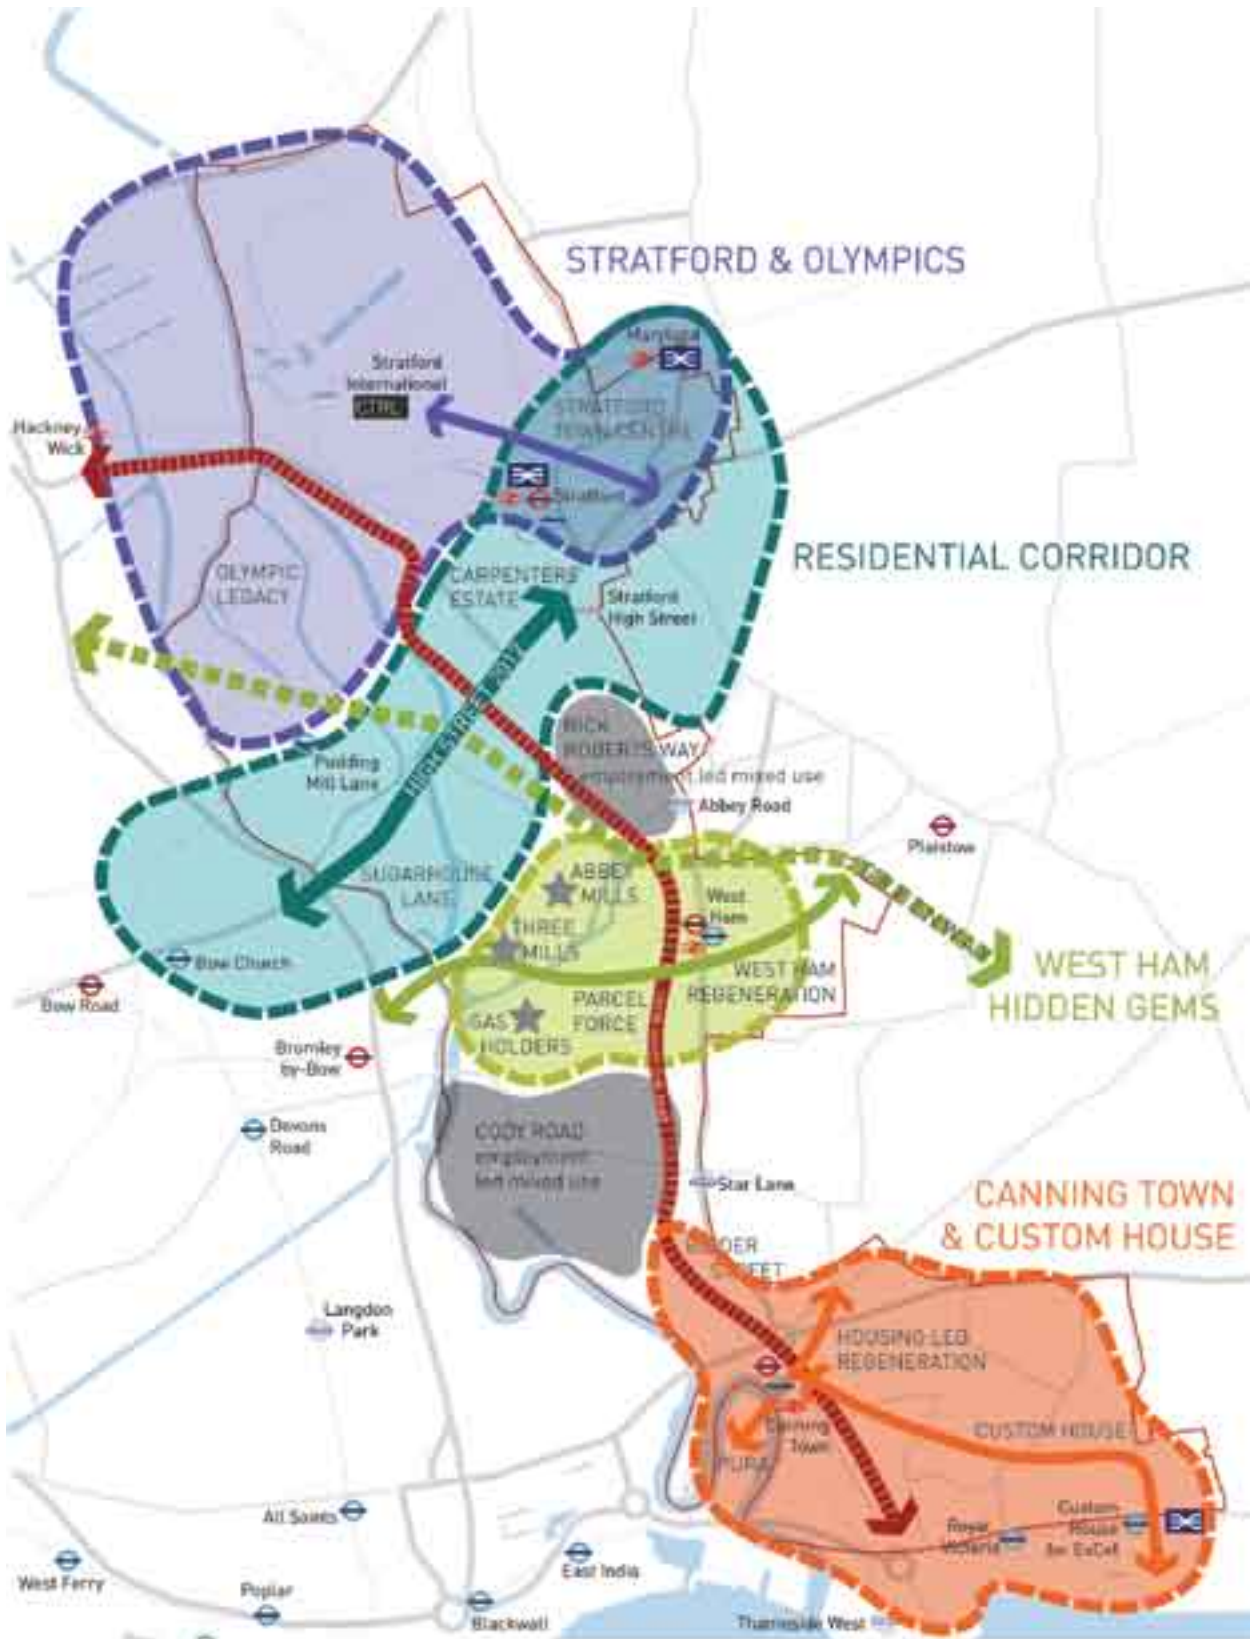 STRATFORD & OLYMPICS
Maryland
Stratford
International
CTRL
STRATFORD
TOWN CENTRE
Hackney
Wick
Stratford
RESIDENTIAL CORRIDOR
OLYMPIC
LEGACY
CARPENTERS
ESTATE
Stratford
High Street
HIGH STREET 2012
RICK
ROBERTS WAY
employment led mixed use
Pudding
Mill Lane
Abbey Road
Plaistow
SUGARHOUSE
LANE
ABBEY
MILLS
West
Ham
THREE
MILLS
Bow Church
Bow Road
WEST HAM
REGENERATION
WEST HAM
HIDDEN GEMS
PARCEL
FORCE
GAS
HOLDERS
Bromley
by-Bow
Devons
Road
CODY ROAD
employment
led mixed use
Star Lane
CANNING TOWN
& CUSTOM HOUSE
Langdon
Park
HOUSING LED
REGENERATION
Canning
Town
CUSTOM HOUSE
PURA
All Saints
Royal
Victoria
Custom
House
for ExCel
West Ferry
East India
Poplar
Blackwall
Thameside West